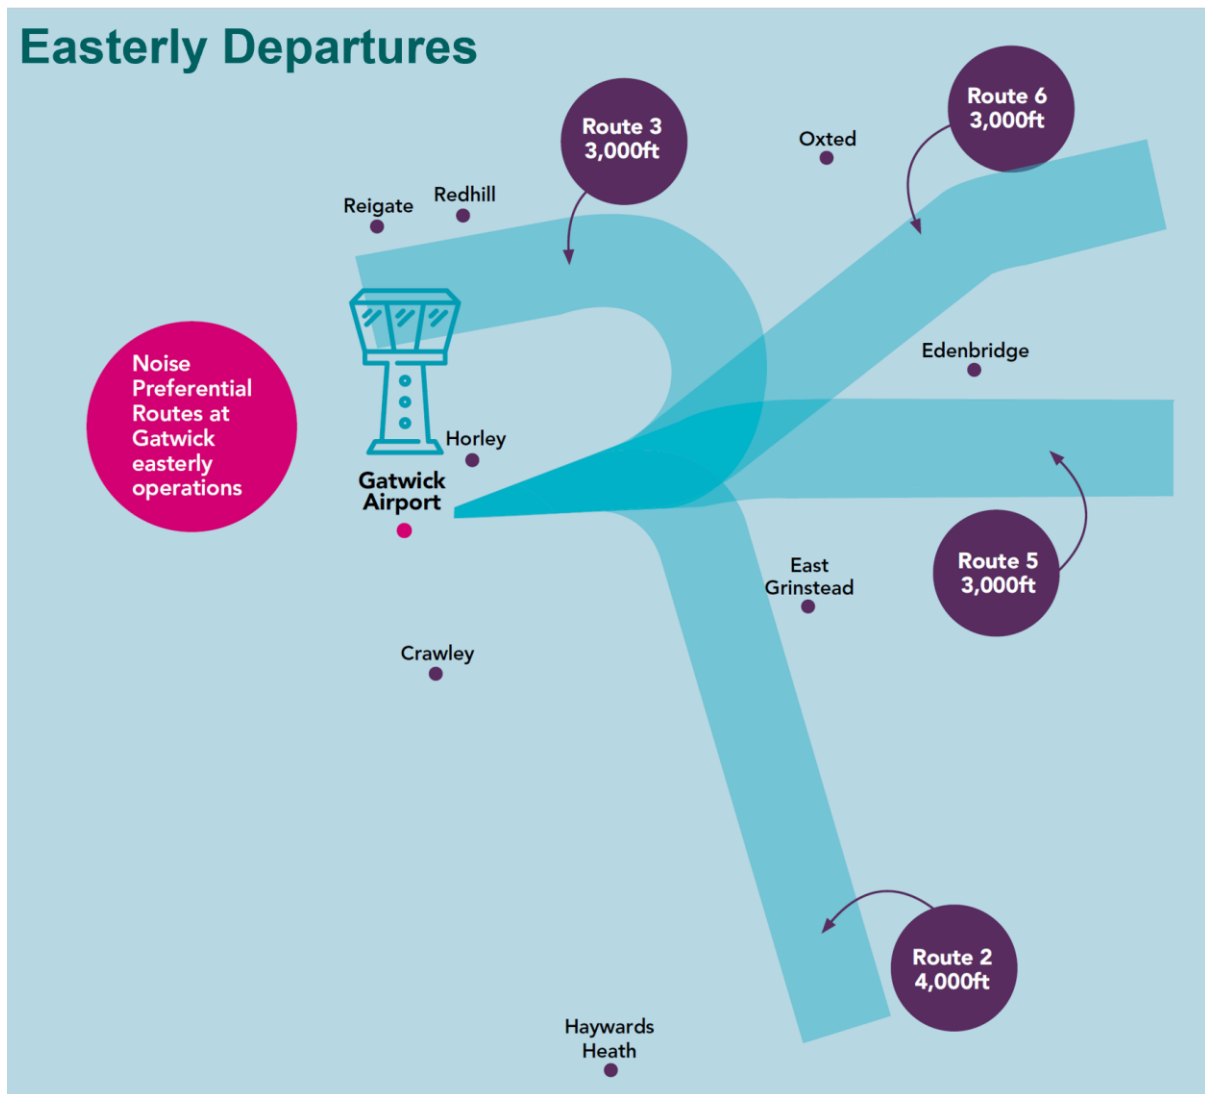 Easterly Departures
Route 6
3,000ft
Route 3
3,000ft
Oxted
Redhill
Reigate
Noise
Preferential
Routes at
Gatwick
easterly
operations
Edenbridge
Horley
Gatwick
Airport
East
Grinstead
Route 5
3,000ft
Crawley
Route 2
4,000ft
Haywards
Heath